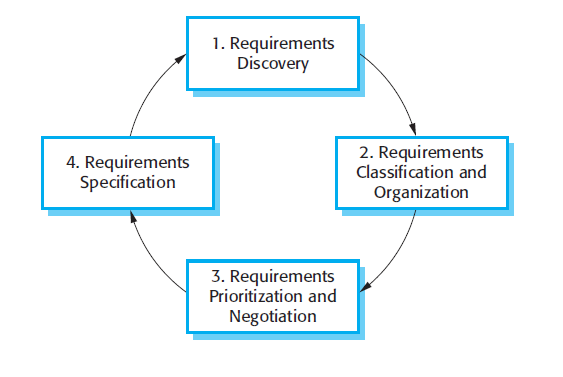 1. Requirements
Discovery
2. Requirements
Classification and
Organization
3. Requirements
Prioritization and
Negotiation
4. Requirements
Specification